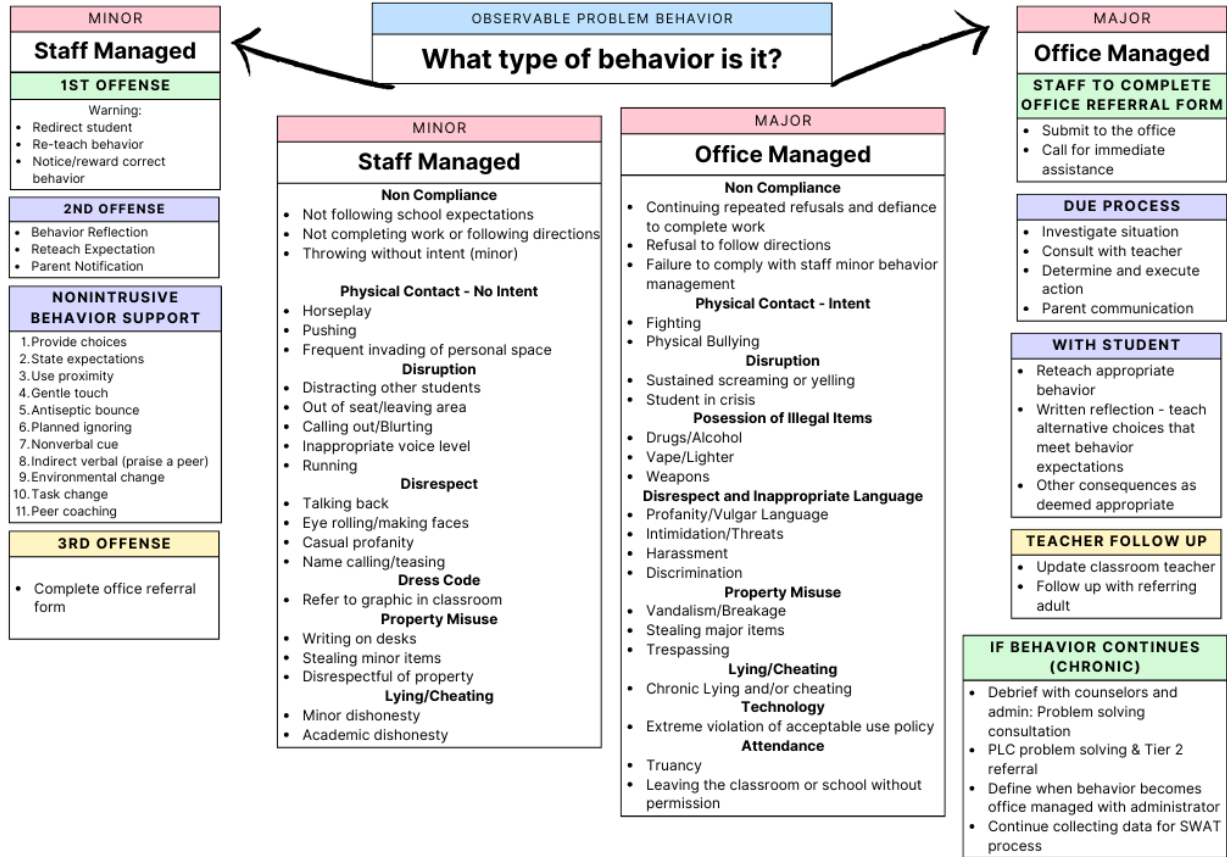 OBSERVABLE PROBLEM BEHAVIOR
What type of behavior is it?
MINOR
Staff Managed
1ST OFFENSE
Warning:
• Redirect student
• Re-teach behavior
• Notice/reward correct
behavior
2ND OFFENSE
• Behavior Reflection
• Reteach Expectation
• Parent Notification
NONINTRUSIVE
BEHAVIOR SUPPORT
1. Provide choices
2. State expectations
3. Use proximity
4. Gentle touch
5. Antiseptic bounce
6. Planned ignoring
7. Nonverbal cue
8. Indirect verbal (praise a peer)
9. Environmental change
10. Task change
11. Peer coaching
3RD OFFENSE
• Complete office referral
form
MINOR
Staff Managed
Non Compliance
• Not following school expectations
• Not completing work or following directions
• Throwing without intent (minor)
Physical Contact - No Intent
• Horseplay
• Pushing
• Frequent invading of personal space
Disruption
• Distracting other students
• Out of seat/leaving area
• Calling out/Blurting
• Inappropriate voice level
• Running
Disrespect
• Talking back
• Eye rolling/making faces
• Casual profanity
• Name calling/teasing
Dress Code
• Refer to graphic in classroom
Property Misuse
• Writing on desks
• Stealing minor items
• Disrespectful of property
Lying/Cheating
• Minor dishonesty
• Academic dishonesty
MAJOR
Office Managed
Non Compliance
• Continuing repeated refusals and defiance
to complete work
• Refusal to follow directions
• Failure to comply with staff minor behavior
management
Physical Contact - Intent
• Fighting
• Physical Bullying
Disruption
• Sustained screaming or yelling
• Student in crisis
Posession of Illegal Items
• Drugs/Alcohol
• Vape/Lighter
• Weapons
Disrespect and Inappropriate Language
• Profanity/Vulgar Language
• Intimidation/Threats
• Harassment
• Discrimination
Property Misuse
• Vandalism/Breakage
• Stealing major items
• Trespassing
Lying/Cheating
• Chronic Lying and/or cheating
Technology
• Extreme violation of acceptable use policy
Attendance
• Truancy
• Leaving the classroom or school without
permission
MAJOR
Office Managed
STAFF TO COMPLETE
OFFICE REFERRAL FORM
• Submit to the office
• Call for immediate
assistance
DUE PROCESS
• Investigate situation
• Consult with teacher
• Determine and execute
action
• Parent communication
WITH STUDENT
• Reteach appropriate
behavior
• Written reflection - teach
alternative choices that
meet behavior
expectations
• Other consequences as
deemed appropriate
TEACHER FOLLOW UP
• Update classroom teacher
• Follow up with referring
adult
IF BEHAVIOR CONTINUES
(CHRONIC)
• Debrief with counselors and
admin: Problem solving
consultation
• PLC problem solving & Tier 2
referral
• Define when behavior becomes
office managed with administrator
• Continue collecting data for SWAT
process